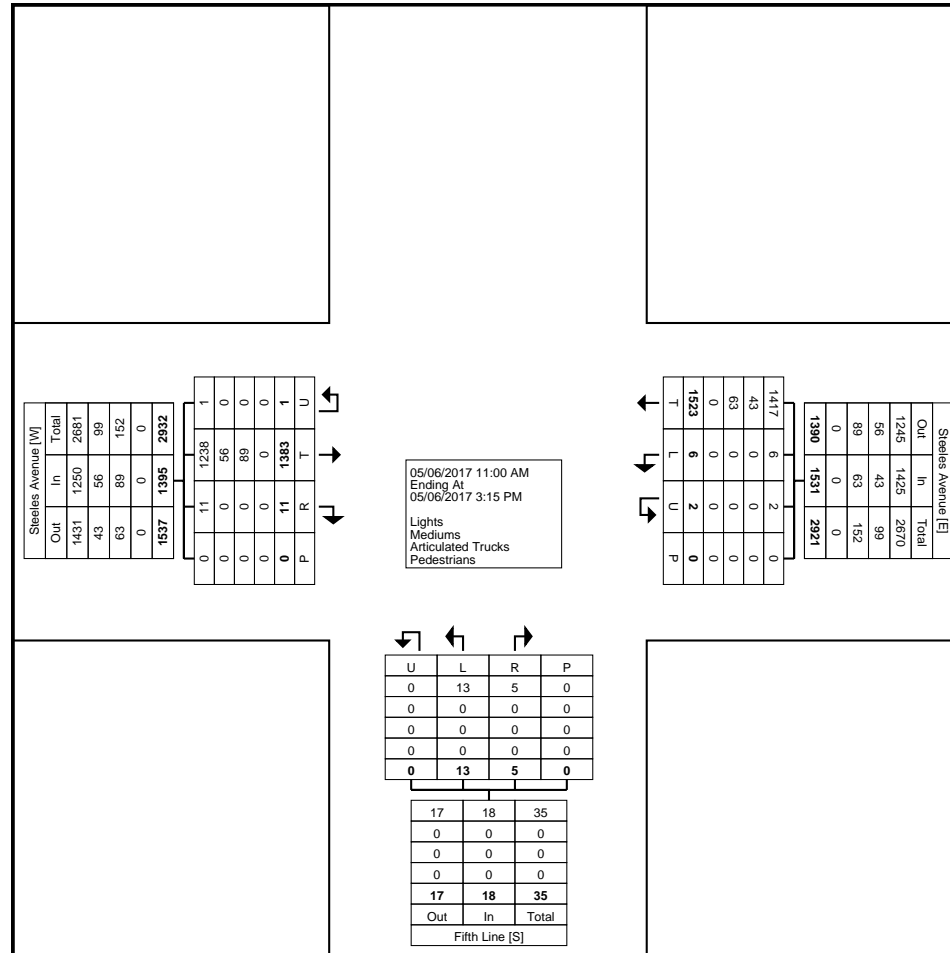 Steeles Avenue [W]
Total In Out
2681 1250 1431
99 56 43
152 89 63
0 0 0
2932 1395 1537
1 1238 11 0
0 56 0 0
0 89 0 0
0 0 0 0
1 1383 11 0
U T R P
05/06/2017 11:00 AM
Ending At
05/06/2017 3:15 PM
Lights
Mediums
Articulated Trucks
Pedestrians
1417 6 2 0
43 0 0 0
63 0 0 0
0 0 0 0
1523 6 2 0
T L U P
Steeles Avenue [E]
Out In Total
1245 1425 2670
56 43 99
89 63 152
0 0 0
1390 1531 2921
U L R P
0 13 5 0
0 0 0 0
0 0 0 0
0 0 0 0
0 13 5 0
17 18 35
0 0 0
0 0 0
0 0 0
17 18 35
Out In Total
Fifth Line [S]